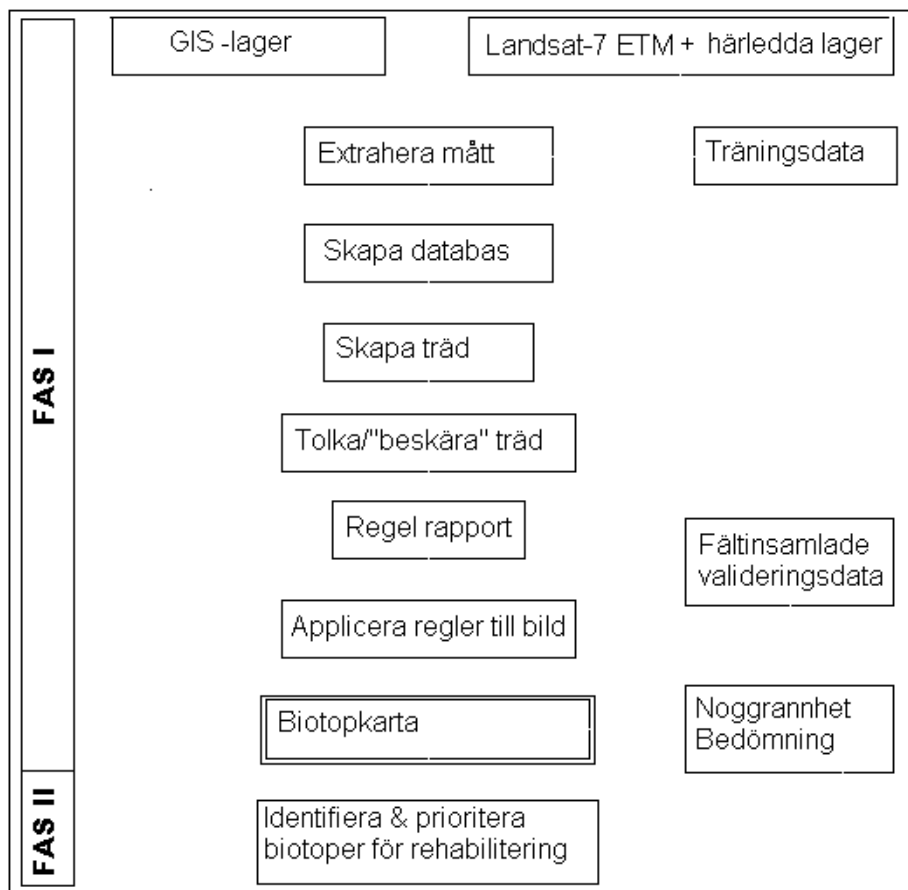 GIS -lager
Landsat-7 ETM + härledda lager
Extrahera mått
Träningsdata
Skapa databas
Skapa träd
Tolka/"beskära" träd
Regel rapport
Fältinsamlade
valideringsdata
Applicera regler till bild
Biotopkarta
Noggrannhet
Bedömning
Identifiera & prioritera
biotoper för rehabilitering
FAS I
FAS II